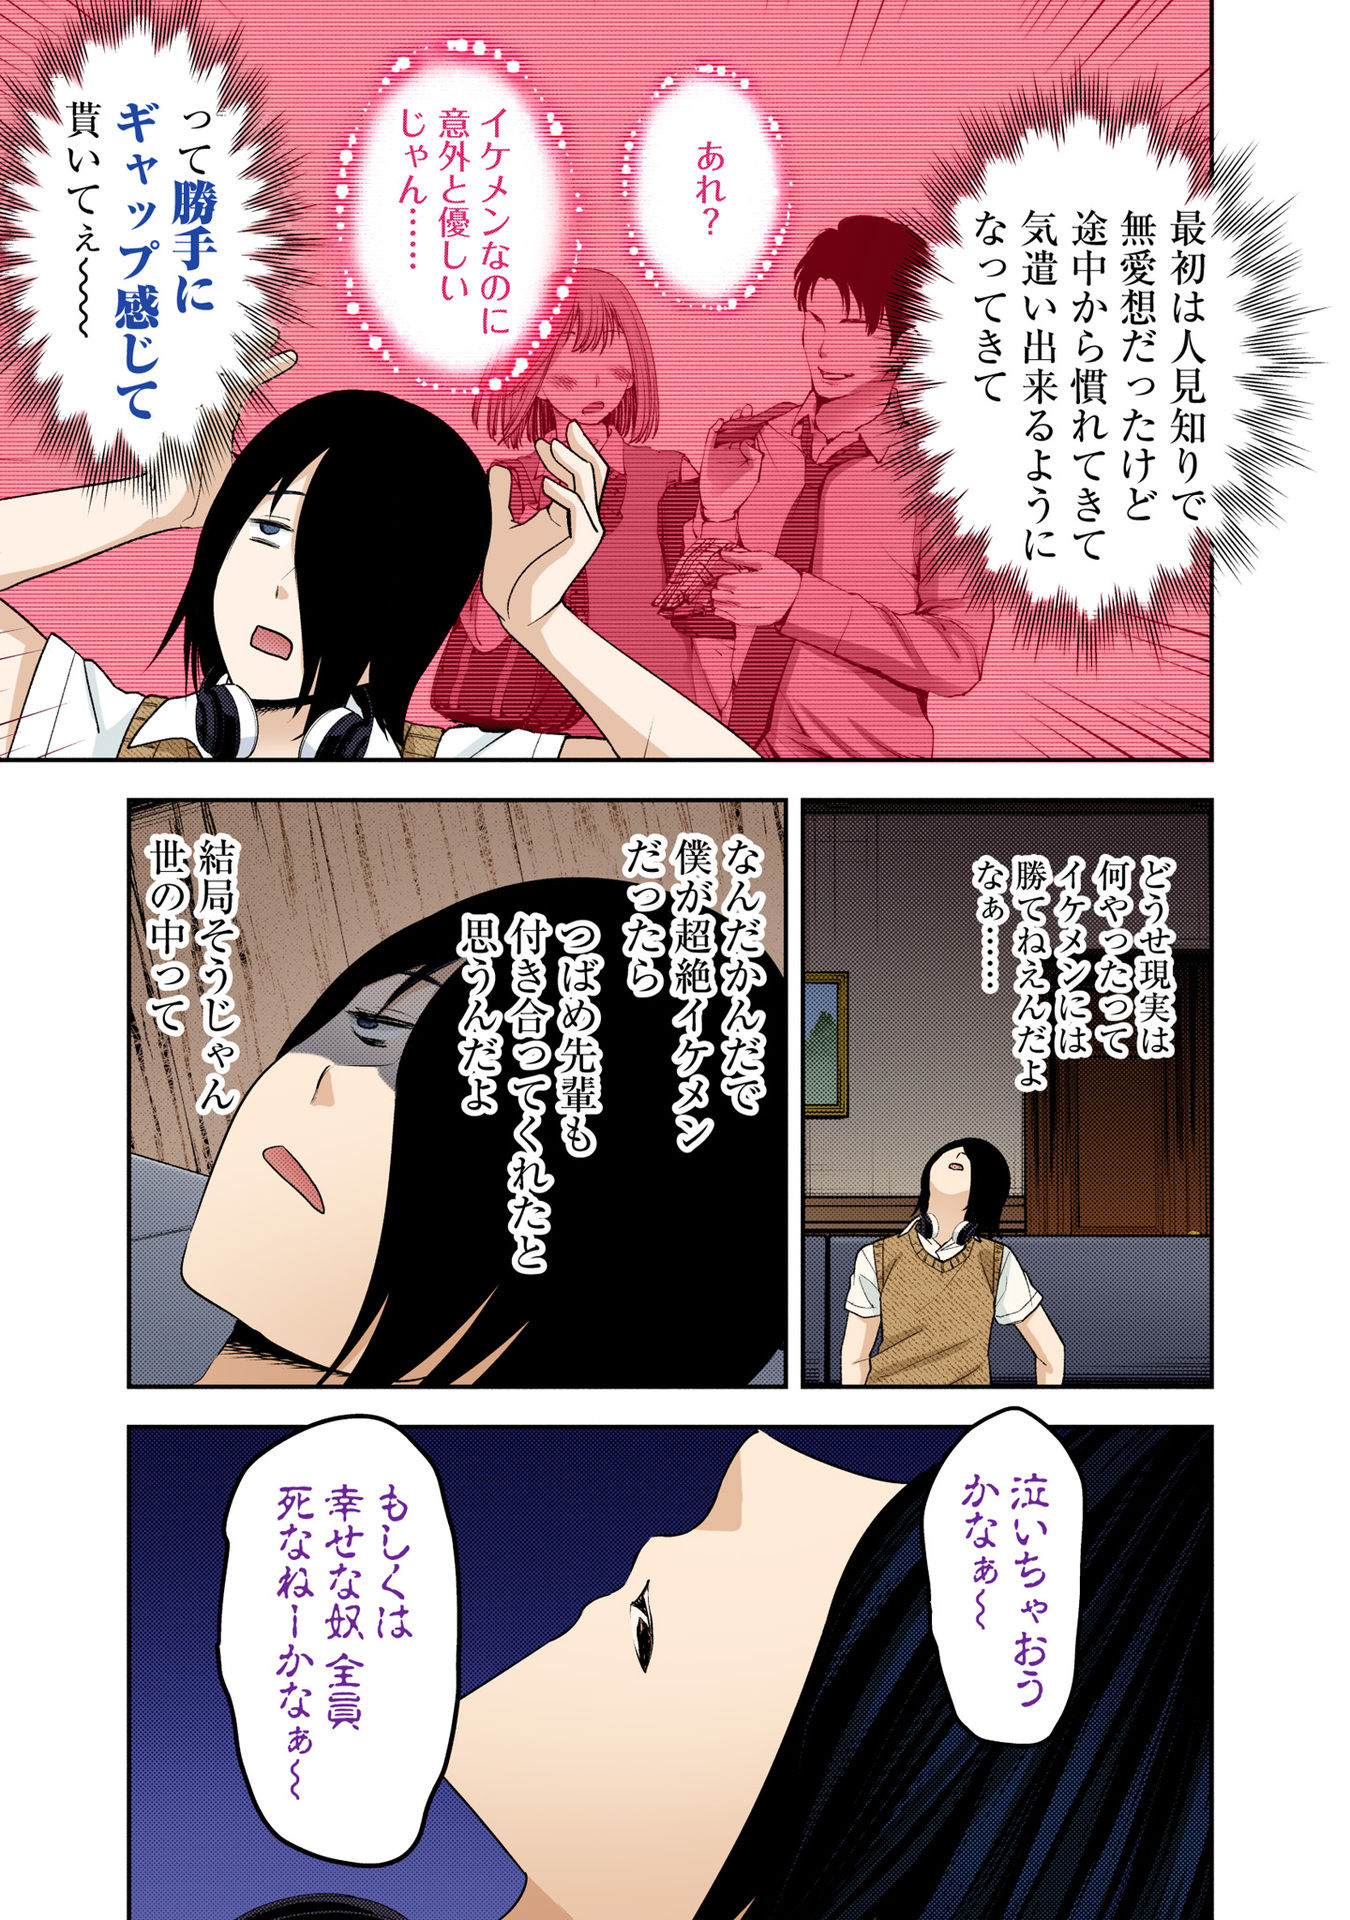 最初は人見知りで
無愛想だったけど
途中から慣れてきて
気遣い出来るように
なってきて
あれ？
イケメンなのに
意外と優しい
じゃん……
って勝手に
ギャップ感じて
貰いてぇ～～～
どうせ現実は
何やったって
イケメンには
勝てねえんだよ
なぁ……
なんだかんだで
僕が超絶イケメン
だったら
つばめ先輩も
付き合ってくれたと
思うんだよ
結局そうじゃん
世の中って
泣いちゃおう
かなぁ～
もしくは
幸せな奴全員
死なねーかなぁ～